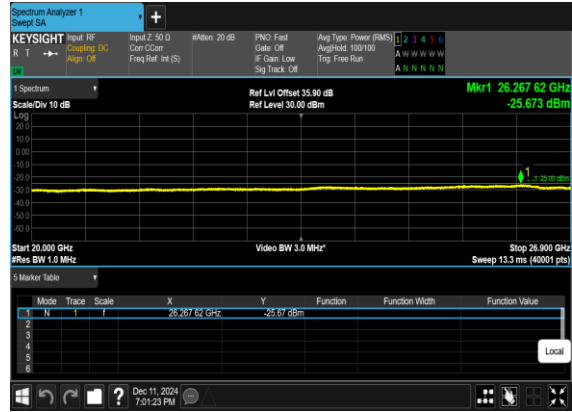 Spectrum Analyzer 1
Swept SA
+
KEYSIGHT Input: RF Input Z: 50 Ω #Atten: 20 dB PNO: Fast Avg Type: Power (RMS) 1 2 3 4 5 6
R T Coupling: DC Corr CCorr Gate: Off Avg|Hold: 100/100 A W W W W W
Align: Off Freq Ref: Int (S) IF Gain: Low Trig: Free Run
Sig Track: Off A N N N N N
1 Spectrum Ref Lvl Offset 35.90 dB Mkr1 26.267 62 GHz
Scale/Div 10 dB Ref Level 30.00 dBm -25.673 dBm
Log
20.0
10.0
0.00
-10.0
1
-20.0
-25.00 dBm
-30.0
-40.0
-50.0
-60.0
Start 20.000 GHz Video BW 3.0 MHz* Stop 26.900 GHz
#Res BW 1.0 MHz Sweep 13.3 ms (40001 pts)
5 Marker Table
Mode Trace Scale X Y Function Function Width Function Value
1 N 1 f 26.267 62 GHz -25.67 dBm
2
3
4
5
6
Local
? Dec 11, 2024
7:01:23 PM